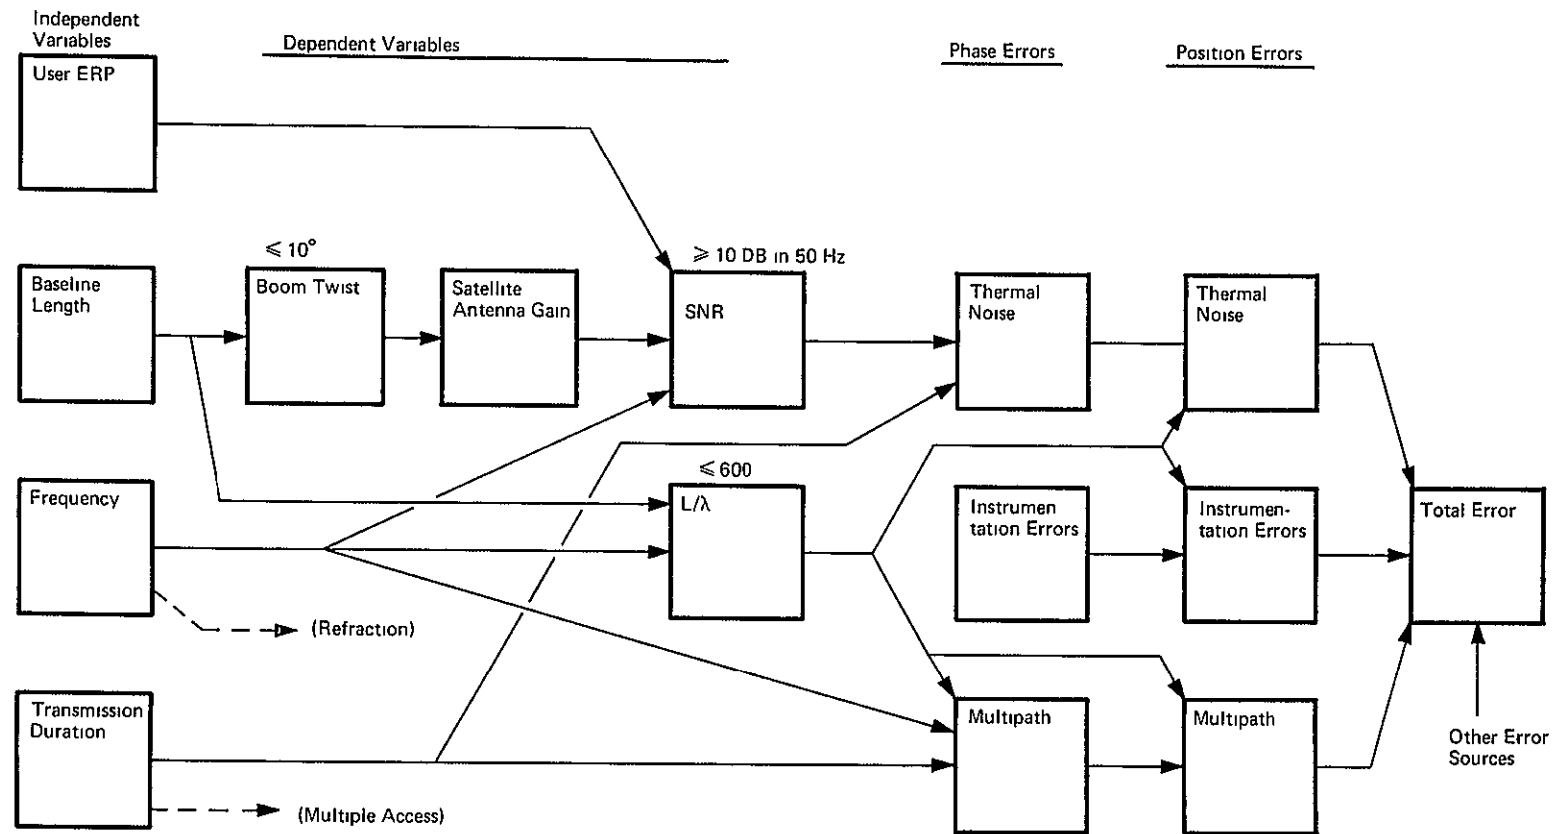 Independent
Variables
Dependent Variables
Phase Errors
Position Errors
User ERP
≤ 10°
≥ 10 DB in 50 Hz
Baseline
Length
Boom Twist
Satellite
Antenna Gain
SNR
Thermal
Noise
Thermal
Noise
≤ 600
Frequency
L/λ
Instrumen
tation Errors
Instrumen-
tation Errors
Total Error
(Refraction)
Transmission
Duration
Multipath
Multipath
Other Error
Sources
(Multiple Access)